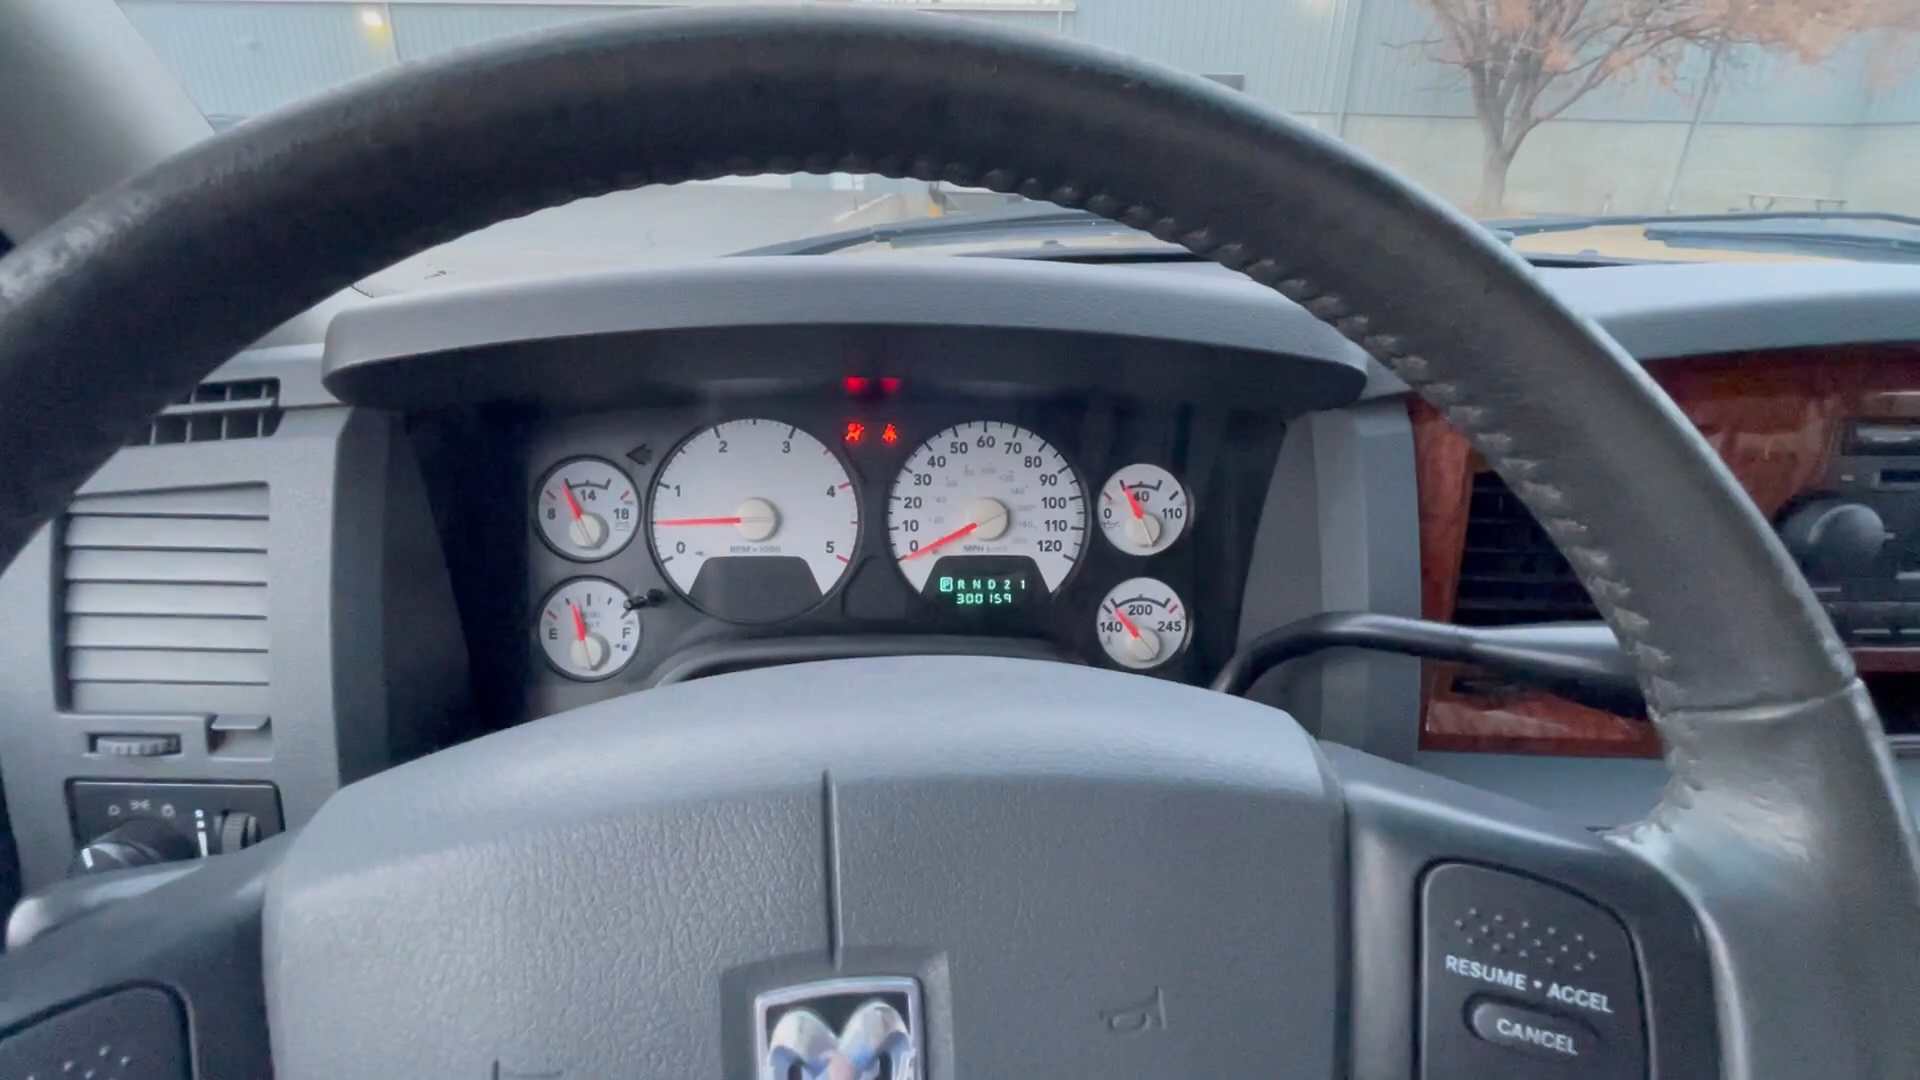 2 3
1 4
0 5
RPM x 1000
60
50 70
40 80
30 90
20 100
10 110
0 120
MPH
14
8 18
40
0 110
E F
200
140 245
P R N D 2 1
300159
RESUME • ACCEL
CANCEL